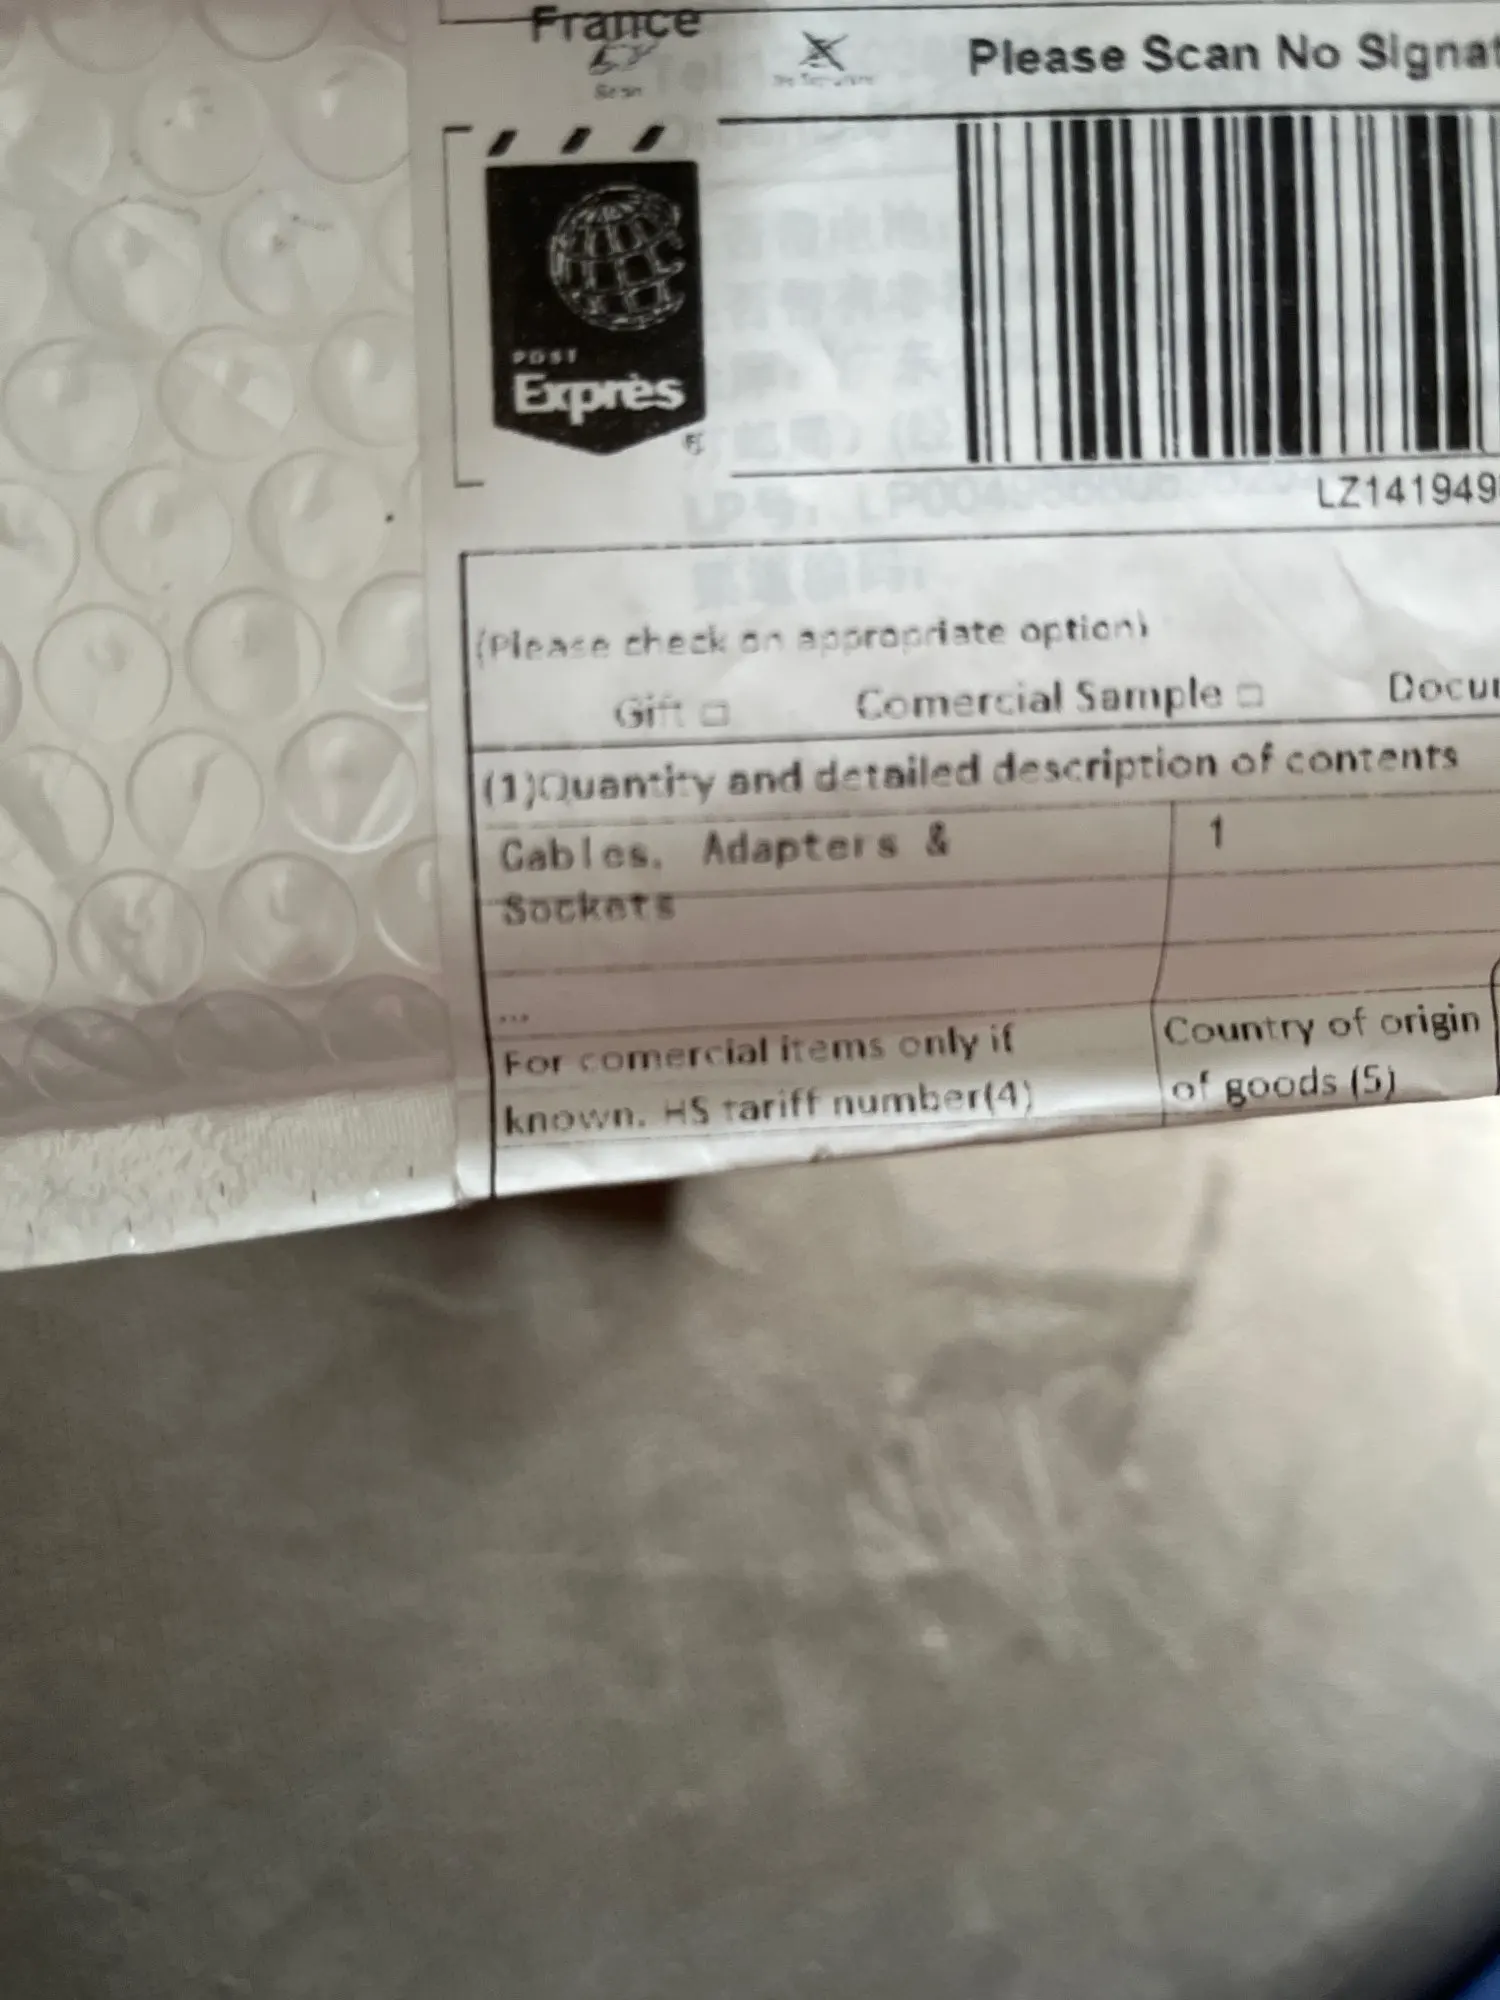 France
Scan
Please Scan No Signat
POST
Exprès
LZ141949
(Please check an appropriate option)
Gift □ Comercial Sample □ Docu
(1)Quantity and detailed description of contents
Cables, Adapters & 1
Sockets
...
For comercial items only if
known. HS tariff number(4)
Country of origin
of goods (5)